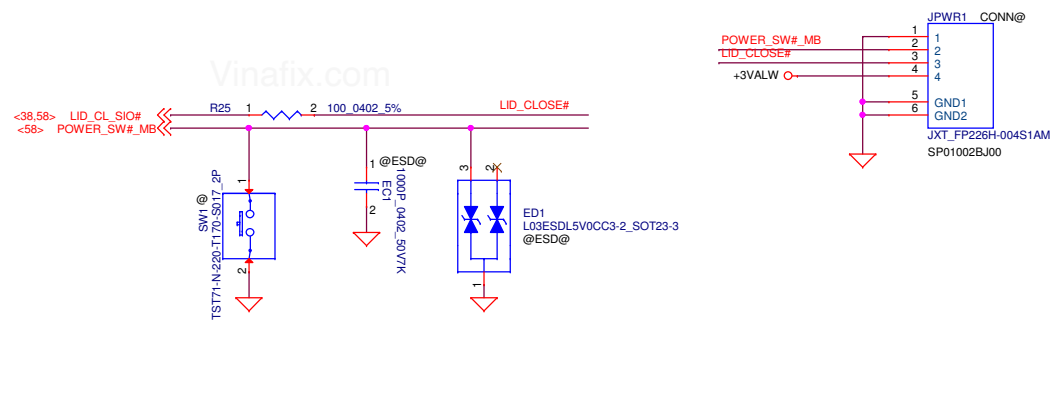 JPWR1 CONN@
1 1
POWER_SW#_MB 2 2
LID_CLOSE# 3 3
+3VALW 4 4
5 GND1
6 GND2
JXT_FP226H-004S1AM
SP01002BJ00
Vinafix.com
<38,58> LID_CL_SIO# R25 1 2 100_0402_5% LID_CLOSE#
<58> POWER_SW#_MB
1
SW1 @
TST71-N-220-T170-S017_2P
2
1 @ESD@
EC1
1000P_0402_50V7K
2
3 2
ED1
L03ESDL5V0CC3-2_SOT23-3
@ESD@
1